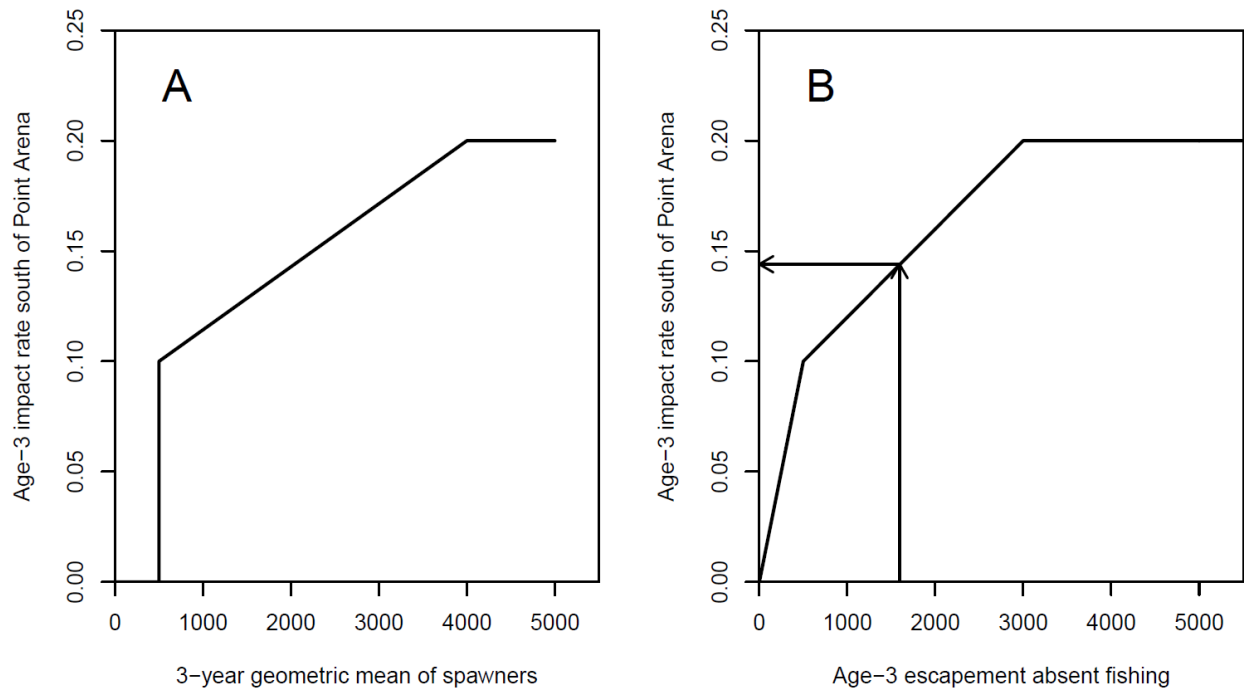 A
Age−3 impact rate south of Point Arena
0.25
0.20
0.15
0.10
0.05
0.00
0 1000 2000 3000 4000 5000
3−year geometric mean of spawners
B
Age−3 impact rate south of Point Arena
0.25
0.20
0.15
0.10
0.05
0.00
0 1000 2000 3000 4000 5000
Age−3 escapement absent fishing